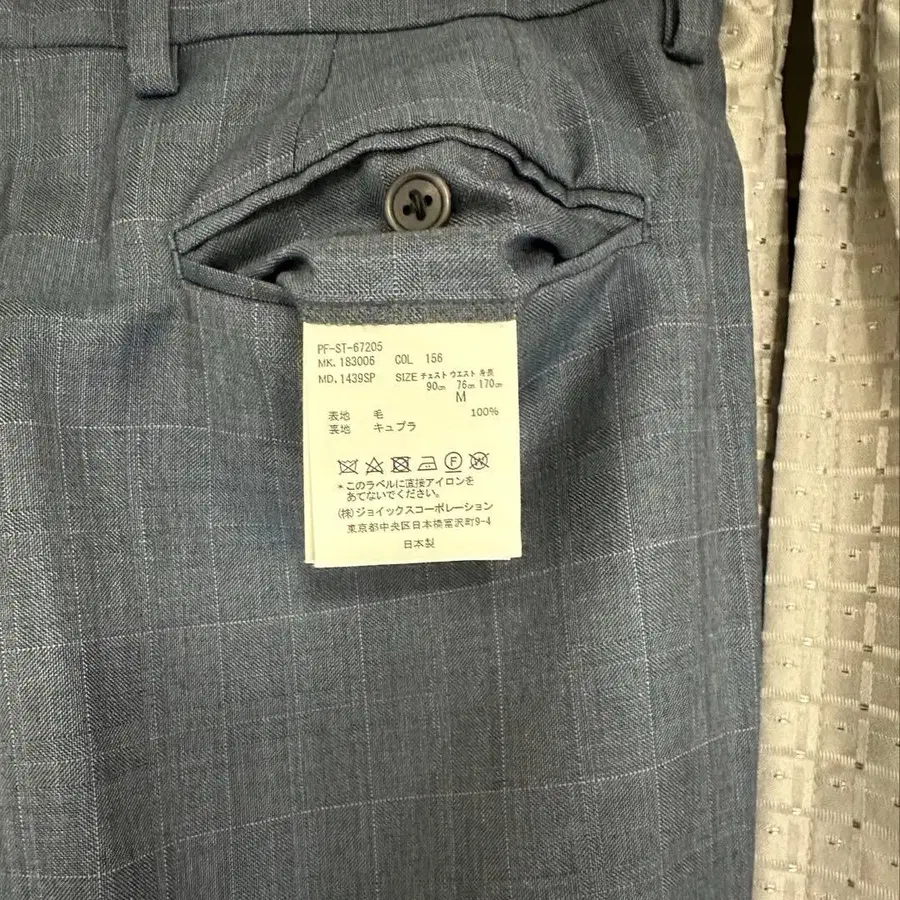 PF-ST-67205
MK. 183006 COL 156
MD. 1439SP SIZE チェスト ウエスト 身長
90cm 76cm 170cm
M
表地 毛 100%
裏地 キュプラ
F W
*このラベルに直接アイロンを
あてないでください。
(株)ジョイックスコーポレーション
東京都中央区日本橋富沢町9-4
日本製